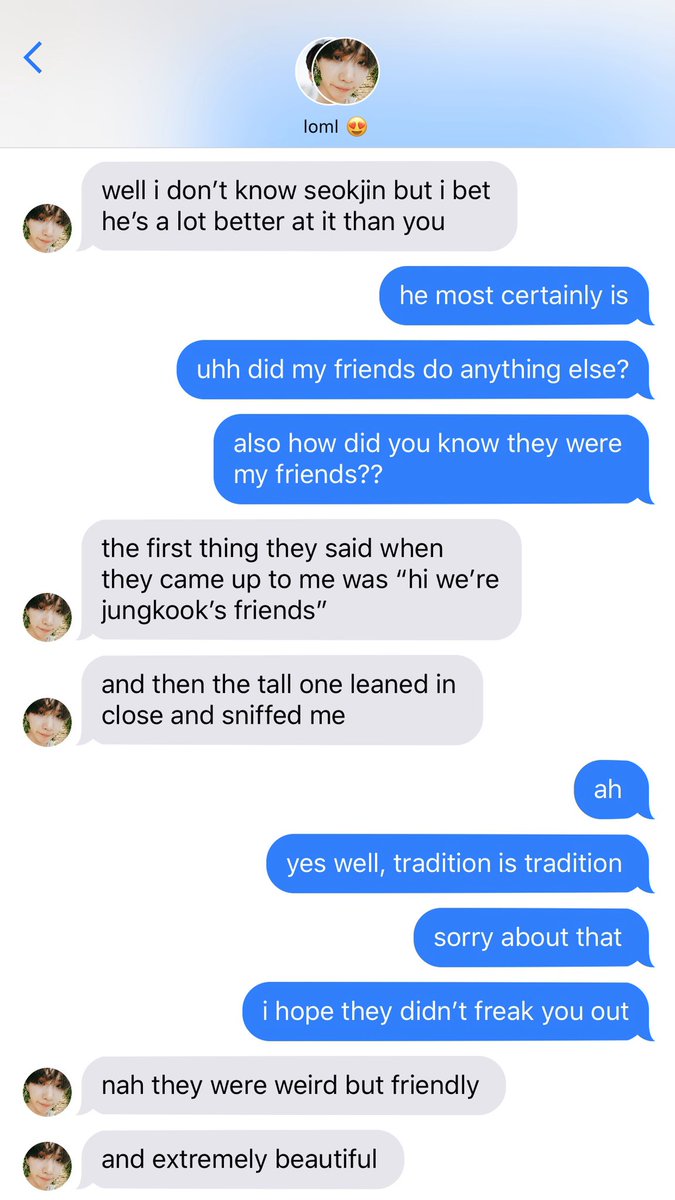 loml 😍
well i don’t know seokjin but i bet
he’s a lot better at it than you
he most certainly is
uhh did my friends do anything else?
also how did you know they were
my friends??
the first thing they said when
they came up to me was “hi we’re
jungkook’s friends”
and then the tall one leaned in
close and sniffed me
ah
yes well, tradition is tradition
sorry about that
i hope they didn’t freak you out
nah they were weird but friendly
and extremely beautiful